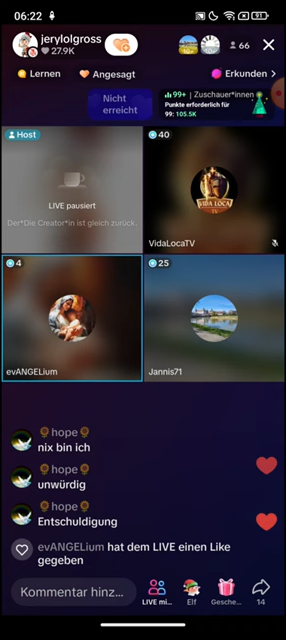 06:22
91
jerylolgross
27.9K
66
Lernen
Angesagt
Erkunden
Nicht
erreicht
99+ | Zuschauer*innen
Punkte erforderlich für
99: 105.5K
Host
40
LIVE pausiert
Der*Die Creator*in ist gleich zurück.
VIDA LOCA
VidaLocaTV
4
25
evANGELium
Jannis71
hope
nix bin ich
hope
unwürdig
hope
Entschuldigung
evANGELium hat dem LIVE einen Like
gegeben
Kommentar hinz...
LIVE mi...
Elf
Gesche...
14